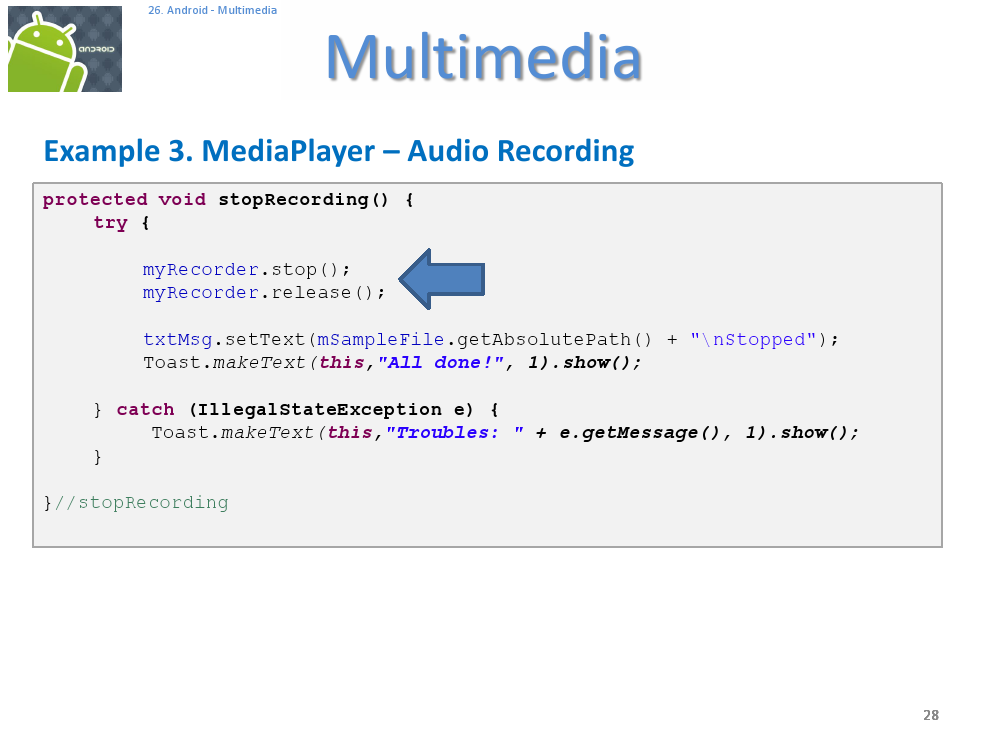 26. Android - Multimedia
ANDROID
Multimedia
Example 3. MediaPlayer – Audio Recording
protected void stopRecording() {
try {
myRecorder.stop();
myRecorder.release();
txtMsg.setText(mSampleFile.getAbsolutePath() + "\nStopped");
Toast.makeText(this,"All done!", 1).show();
} catch (IllegalStateException e) {
Toast.makeText(this,"Troubles: " + e.getMessage(), 1).show();
}
}//stopRecording
28